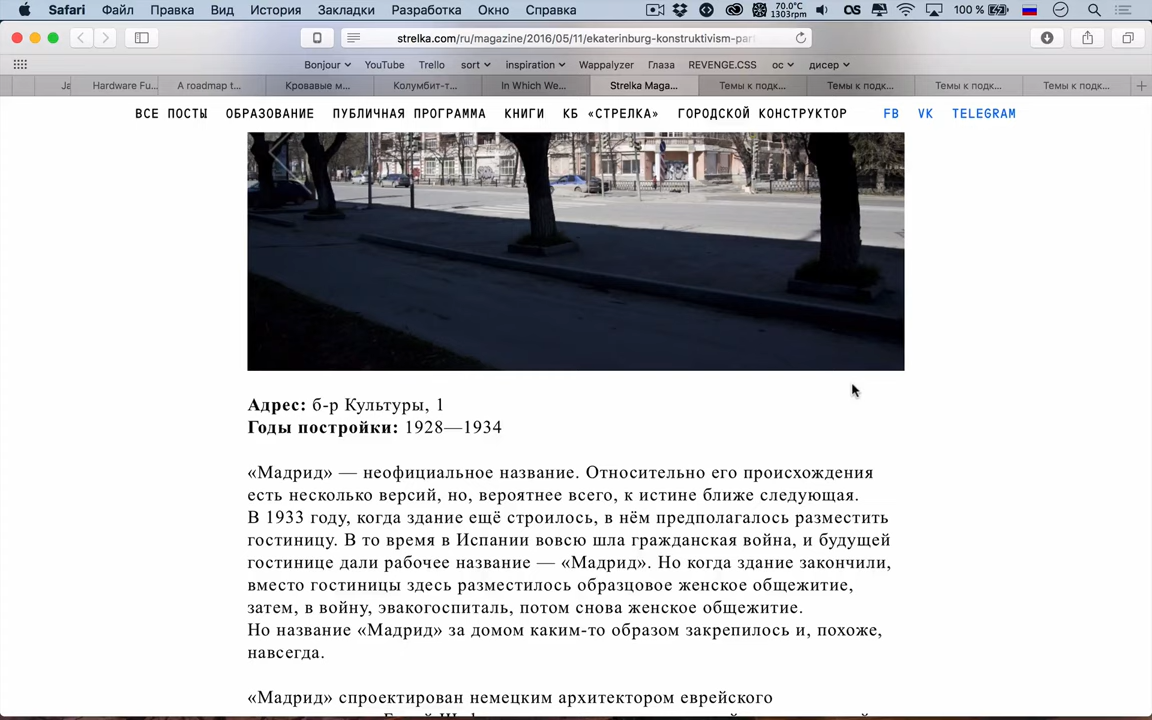 Safari Файл Правка Вид История Закладки Разработка Окно Справка 70.0°C 1303rpm 100 %
strelka.com/ru/magazine/2016/05/11/ekaterinburg-konstruktivism-par
Bonjour YouTube Trello sort inspiration Wappalyzer Глаза REVENGE.CSS ос дисер
Ja Hardware Fu... A roadmap t... Кровавые м... Колумбит-т... In Which We... Strelka Maga... Темы к подк... Темы к подк... Темы к подк... Темы к подк...
ВСЕ ПОСТЫ ОБРАЗОВАНИЕ ПУБЛИЧНАЯ ПРОГРАММА КНИГИ КБ «СТРЕЛКА» ГОРОДСКОЙ КОНСТРУКТОР FB VK TELEGRAM
Адрес: б-р Культуры, 1
Годы постройки: 1928—1934
«Мадрид» — неофициальное название. Относительно его происхождения
есть несколько версий, но, вероятнее всего, к истине ближе следующая.
В 1933 году, когда здание ещё строилось, в нём предполагалось разместить
гостиницу. В то время в Испании вовсю шла гражданская война, и будущей
гостинице дали рабочее название — «Мадрид». Но когда здание закончили,
вместо гостиницы здесь разместилось образцовое женское общежитие,
затем, в войну, эвакогоспиталь, потом снова женское общежитие.
Но название «Мадрид» за домом каким-то образом закрепилось и, похоже,
навсегда.
«Мадрид» спроектирован немецким архитектором еврейского